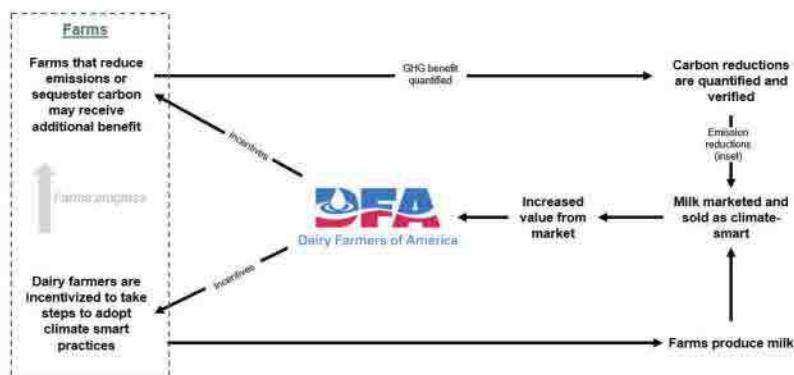 Farms
Farms that reduce
emissions or
sequester carbon
may receive
additional benefit
GHG benefit
quantified
Carbon reductions
are quantified and
verified
Incentives
Emission
reductions
(inset)
Farms progress
DFA
Dairy Farmers of America
Increased
value from
market
Milk marketed and
sold as climate-
smart
Incentives
Dairy farmers are
incentivized to take
steps to adopt
climate smart
practices
Farms produce milk